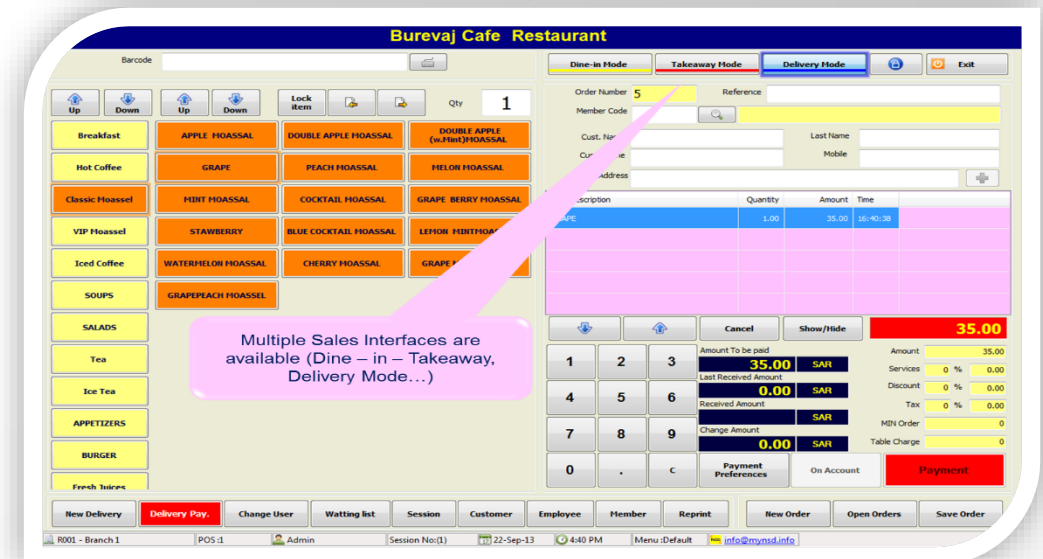 Burevaj Cafe Restaurant
Barcode
Dine-in Mode Takeaway Mode Delivery Mode Exit
Up Down Up Down Lock item Qty 1
Order Number 5 Reference
Member Code
Last Name
Mobile
Address
Breakfast
Hot Coffee
Classic Moassel
VIP Moassel
Iced Coffee
SOUPS
SALADS
Tea
Ice Tea
APPETIZERS
BURGER
Fresh Juices
APPLE MOASSAL DOUBLE APPLE MOASSAL DOUBLE APPLE (w.Mint)MOASSAL
GRAPE PEACH MOASSAL MELON MOASSAL
MINT MOASSAL COCKTAIL MOASSAL GRAPE BERRY MOASSAL
STAWBERRY BLUE COCKTAIL MOASSAL LEMON
WATERMELON MOASSAL CHERRY MOASSAL GRAPE
GRAPEPEACH MOASSEL
Quantity Amount Time
1.00 35.00 16:40:38
Multiple Sales Interfaces are
available (Dine – in – Takeaway,
Delivery Mode…)
Cancel Show/Hide 35.00
1 2 3
4 5 6
7 8 9
0 . C
Amount To be paid
35.00 SAR
Last Received Amount
0.00 SAR
Received Amount
SAR
Change Amount
0.00 SAR
Amount 35.00
Services 0 % 0.00
Discount 0 % 0.00
Tax 0 % 0.00
MIN Order 0
Table Charge 0
Payment Preferences On Account Payment
New Delivery Delivery Pay. Change User Watting list Session Customer Employee Member Reprint New Order Open Orders Save Order
R001 - Branch 1 POS :1 Admin Session No:(1) 22-Sep-13 4:40 PM Menu :Default info@mynsd.info